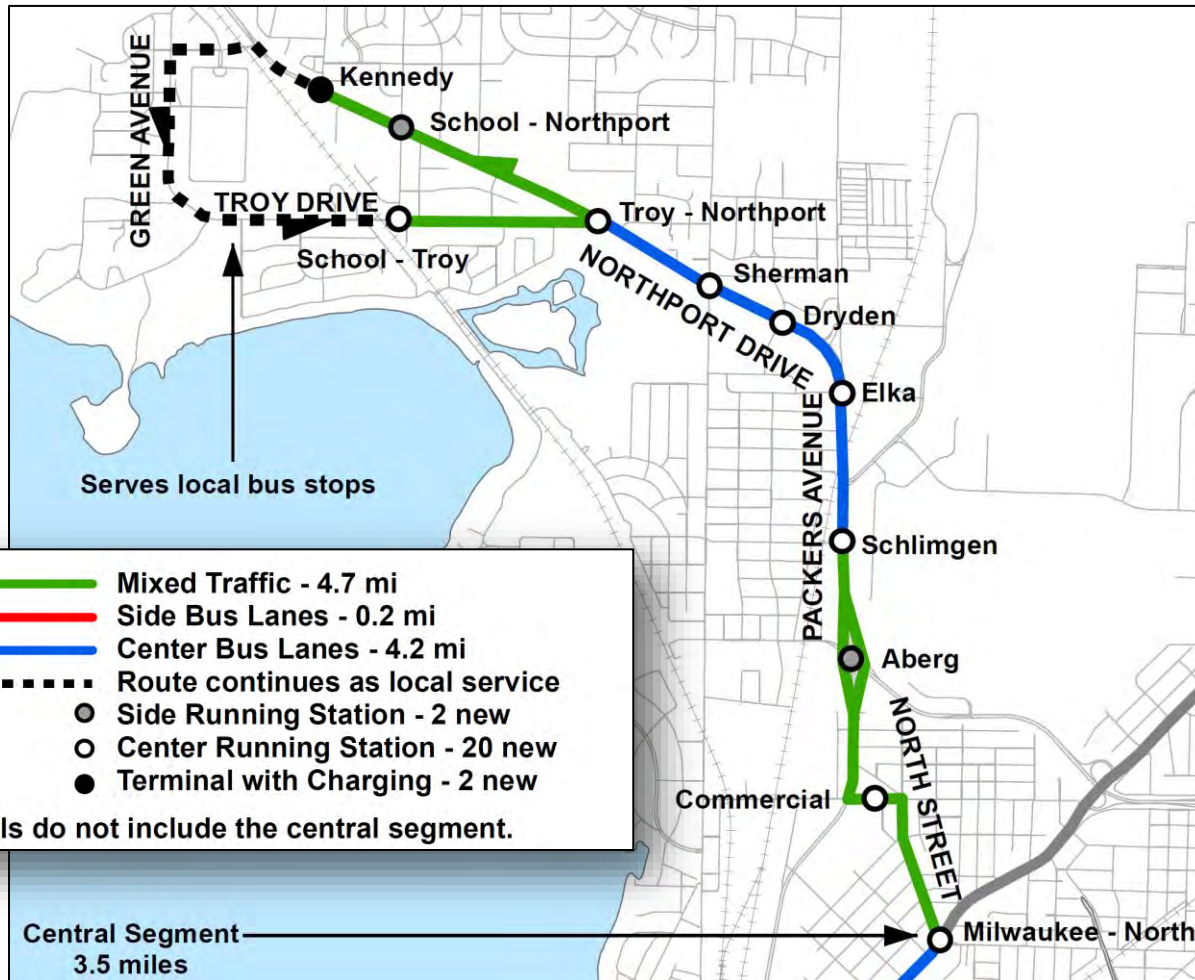 Kennedy
School - Northport
GREEN AVENUE
TROY DRIVE
School - Troy
Troy - Northport
NORTHPORT DRIVE
Sherman
Dryden
Elka
PACKERS AVENUE
Serves local bus stops
Schlimgen
Mixed Traffic - 4.7 mi
Side Bus Lanes - 0.2 mi
Center Bus Lanes - 4.2 mi
Route continues as local service
Side Running Station - 2 new
Center Running Station - 20 new
Terminal with Charging - 2 new
ls do not include the central segment.
Aberg
NORTH STREET
Commercial
Central Segment
3.5 miles
Milwaukee - North